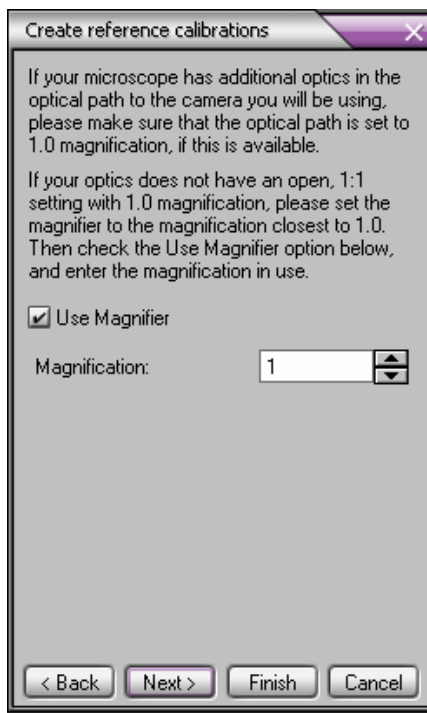 Create reference calibrations
If your microscope has additional optics in the
optical path to the camera you will be using,
please make sure that the optical path is set to
1.0 magnification, if this is available.
If your optics does not have an open, 1:1
setting with 1.0 magnification, please set the
magnifier to the magnification closest to 1.0.
Then check the Use Magnifier option below,
and enter the magnification in use.
Use Magnifier
Magnification: 1
< Back Next > Finish Cancel